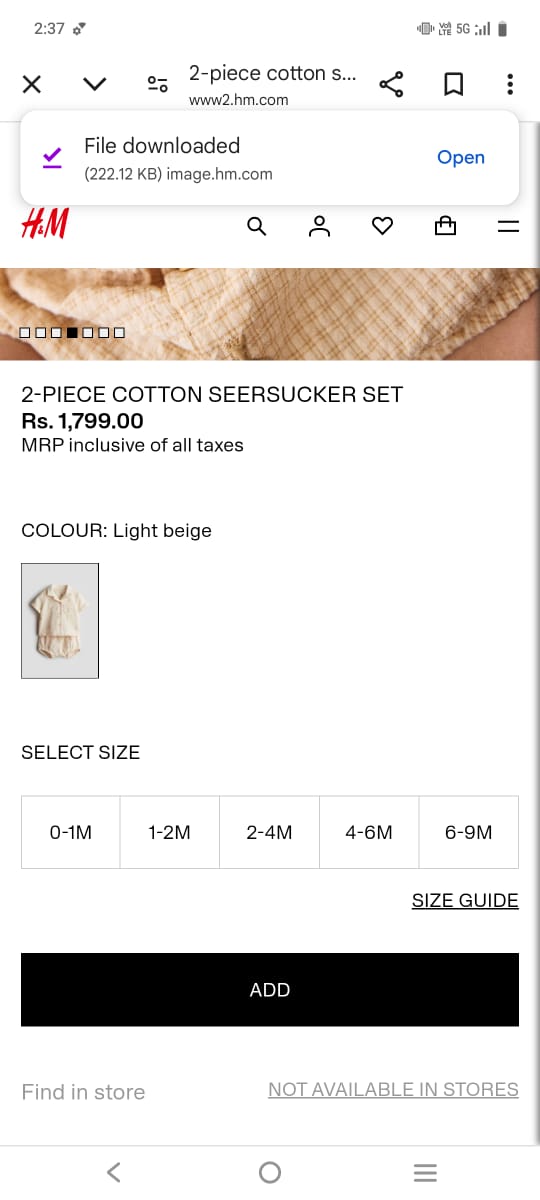 2:37
Vo)
LTE 5G
2-piece cotton s...
www2.hm.com
File downloaded
(222.12 KB) image.hm.com
Open
H&M
2-PIECE COTTON SEERSUCKER SET
Rs. 1,799.00
MRP inclusive of all taxes
COLOUR: Light beige
SELECT SIZE
0-1M 1-2M 2-4M 4-6M 6-9M
SIZE GUIDE
ADD
Find in store NOT AVAILABLE IN STORES